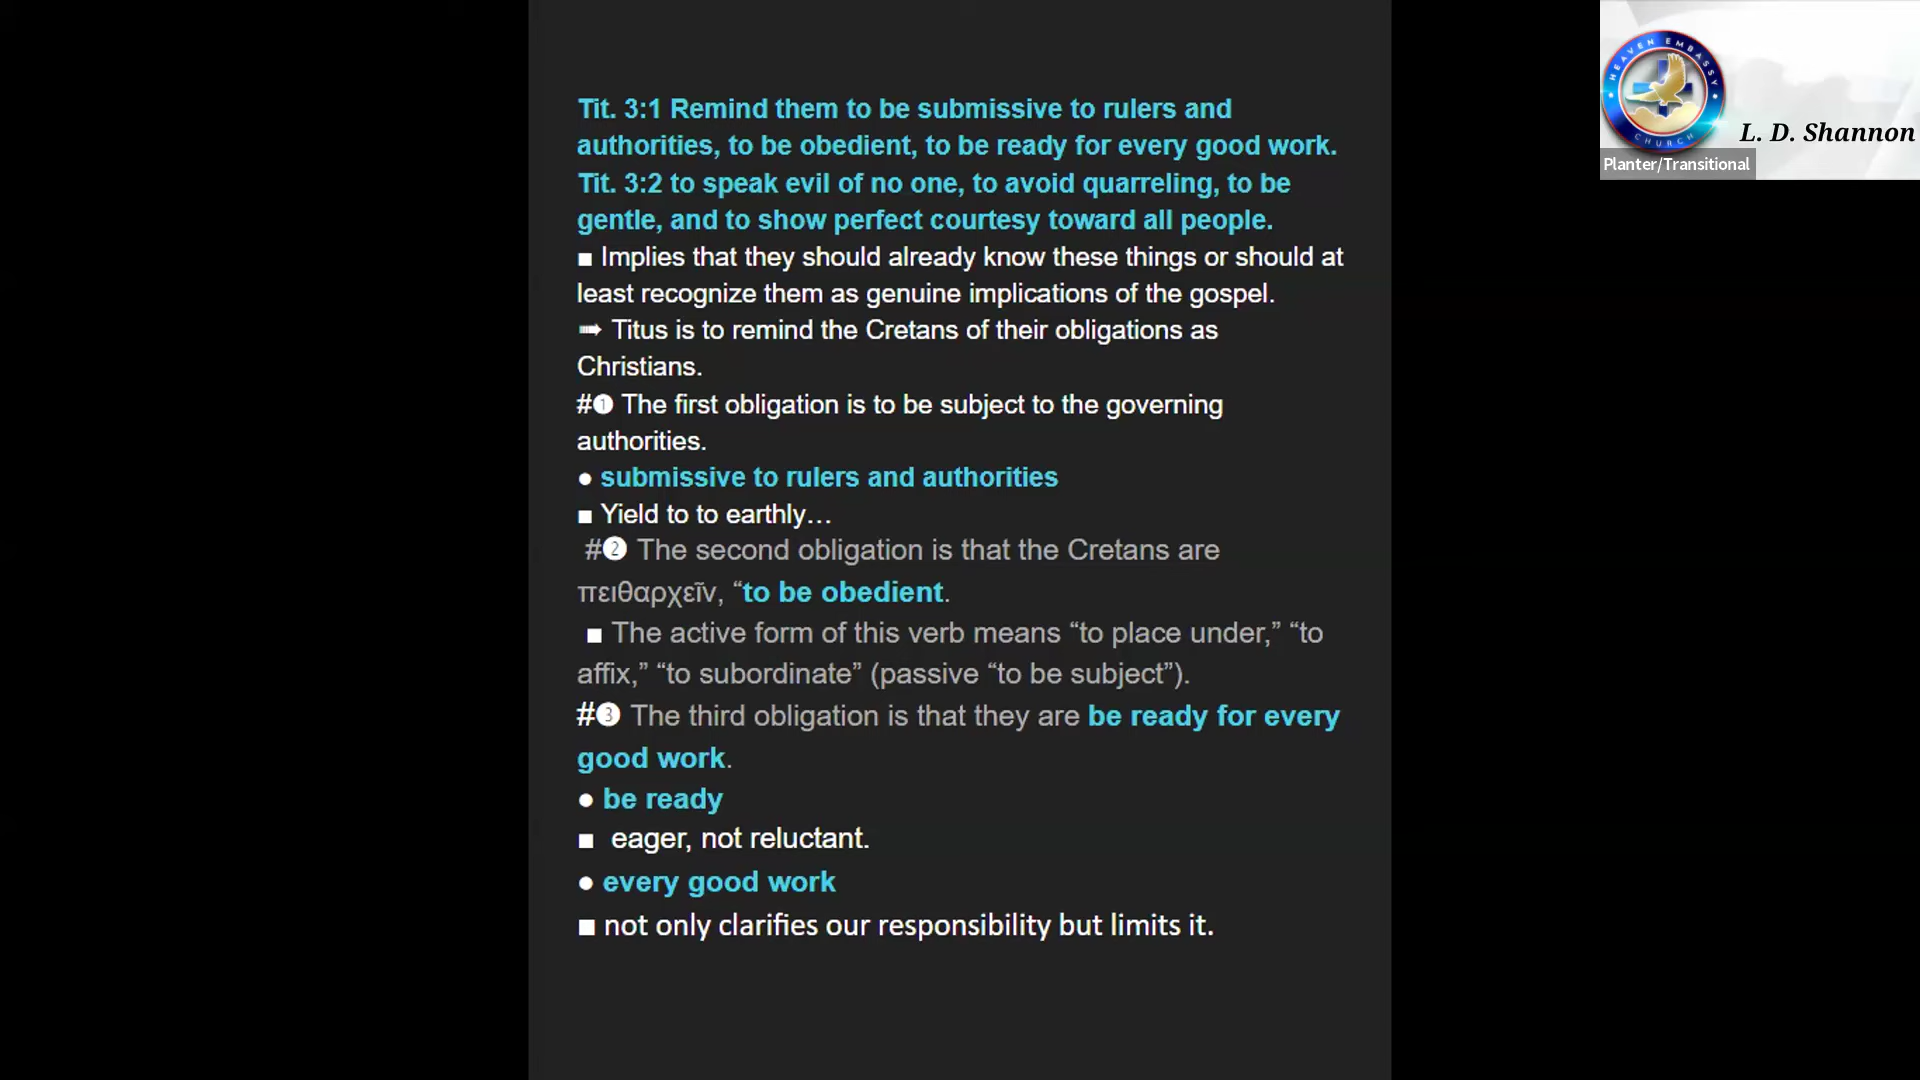 Tit. 3:1 Remind them to be submissive to rulers and
authorities, to be obedient, to be ready for every good work.
Tit. 3:2 to speak evil of no one, to avoid quarreling, to be
gentle, and to show perfect courtesy toward all people.
■ Implies that they should already know these things or should at
least recognize them as genuine implications of the gospel.
➠ Titus is to remind the Cretans of their obligations as
Christians.
#❶ The first obligation is to be subject to the governing
authorities.
● submissive to rulers and authorities
■ Yield to to earthly…
#❷ The second obligation is that the Cretans are
πειθαρχεῖν, “to be obedient.
■ The active form of this verb means “to place under,” “to
affix,” “to subordinate” (passive “to be subject”).
#❸ The third obligation is that they are be ready for every
good work.
● be ready
■ eager, not reluctant.
● every good work
■ not only clarifies our responsibility but limits it.
HEAVEN EMBASSY
CHURCH
L. D. Shannon
Planter/Transitional